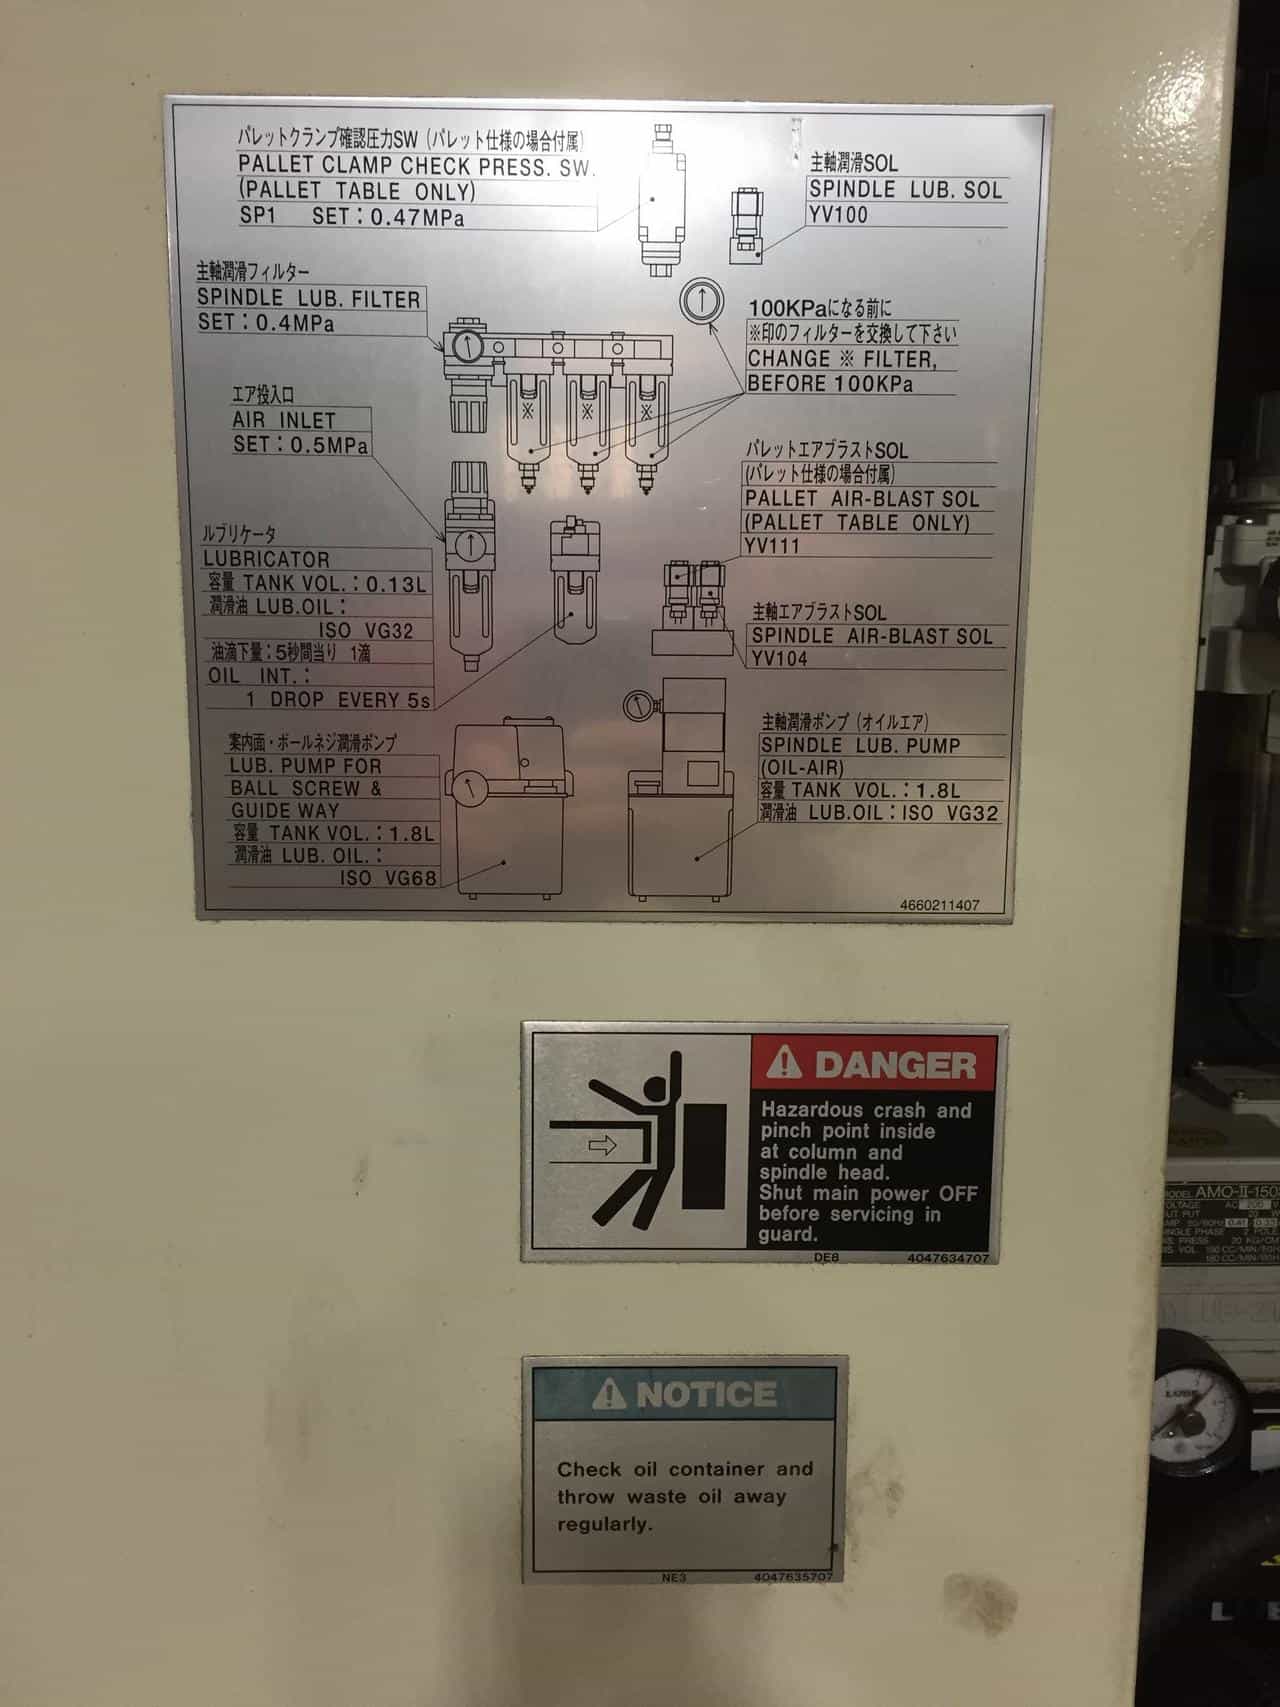 パレットクランプ確認圧力SW (パレット仕様の場合付属)
PALLET CLAMP CHECK PRESS. SW.
(PALLET TABLE ONLY)
SP1 SET:0.47MPa
主軸潤滑SOL
SPINDLE LUB. SOL
YV100
主軸潤滑フィルター
SPINDLE LUB. FILTER
SET:0.4MPa
100KPaになる前に
※印のフィルターを交換して下さい
CHANGE ※ FILTER,
BEFORE 100KPa
※ ※ ※
エア投入口
AIR INLET
SET:0.5MPa
パレットエアブラストSOL
(パレット仕様の場合付属)
PALLET AIR-BLAST SOL
(PALLET TABLE ONLY)
YV111
ルブリケータ
LUBRICATOR
容量 TANK VOL.:0.13L
潤滑油 LUB.OIL:
ISO VG32
油滴下量:5秒間当り 1滴
OIL INT.:
1 DROP EVERY 5s
主軸エアブラストSOL
SPINDLE AIR-BLAST SOL
YV104
案内面・ボールネジ潤滑ポンプ
LUB. PUMP FOR
BALL SCREW &
GUIDE WAY
容量 TANK VOL.:1.8L
潤滑油 LUB. OIL.:
ISO VG68
主軸潤滑ポンプ (オイルエア)
SPINDLE LUB. PUMP
(OIL-AIR)
容量 TANK VOL.:1.8L
潤滑油 LUB.OIL:ISO VG32
4660211407
DANGER
Hazardous crash and
pinch point inside
at column and
spindle head.
Shut main power OFF
before servicing in
guard.
DE8 4047634707
MODEL AMO-II-150
VOLTAGE AC 200 V
NOTICE
Check oil container and
throw waste oil away
regularly.
NE3 4047635707